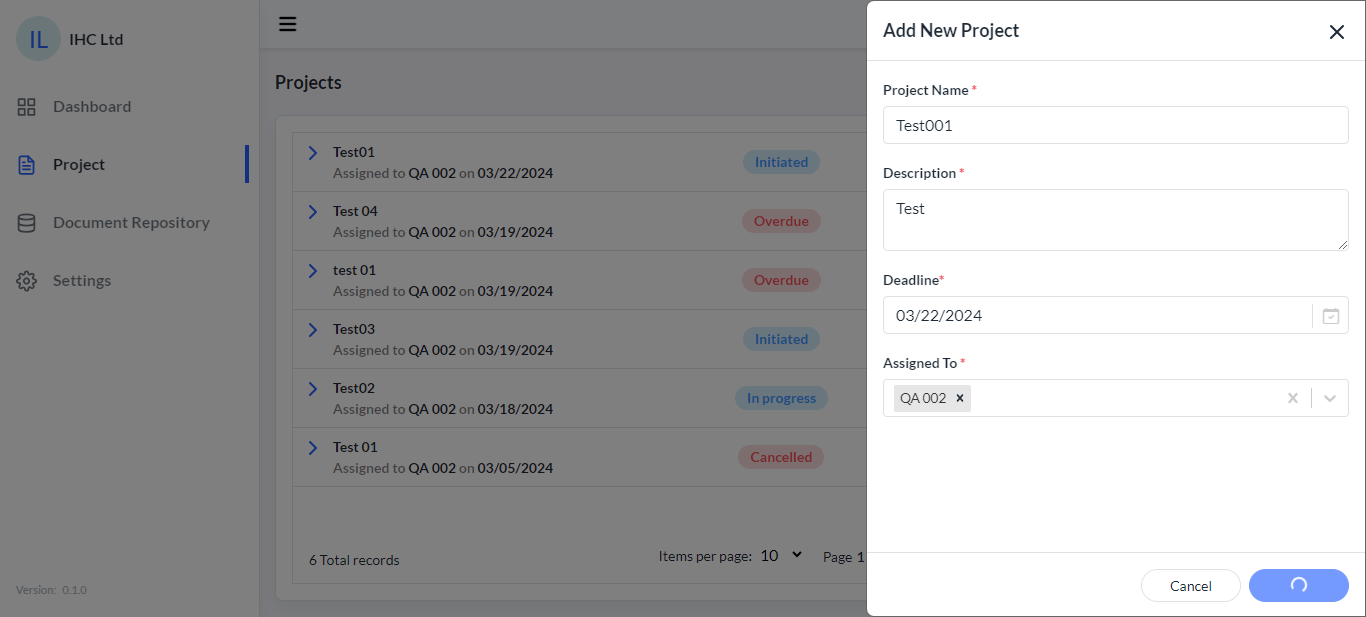 IL IHC Ltd
Dashboard
Project
Document Repository
Settings
Version: 0.1.0
Projects
Test01
Assigned to QA 002 on 03/22/2024
Initiated
Test 04
Assigned to QA 002 on 03/19/2024
Overdue
test 01
Assigned to QA 002 on 03/19/2024
Overdue
Test03
Assigned to QA 002 on 03/19/2024
Initiated
Test02
Assigned to QA 002 on 03/18/2024
In progress
Test 01
Assigned to QA 002 on 03/05/2024
Cancelled
6 Total records
Items per page: 10
Page 1
Add New Project
Project Name *
Test001
Description *
Test
Deadline*
03/22/2024
Assigned To *
QA 002
Cancel